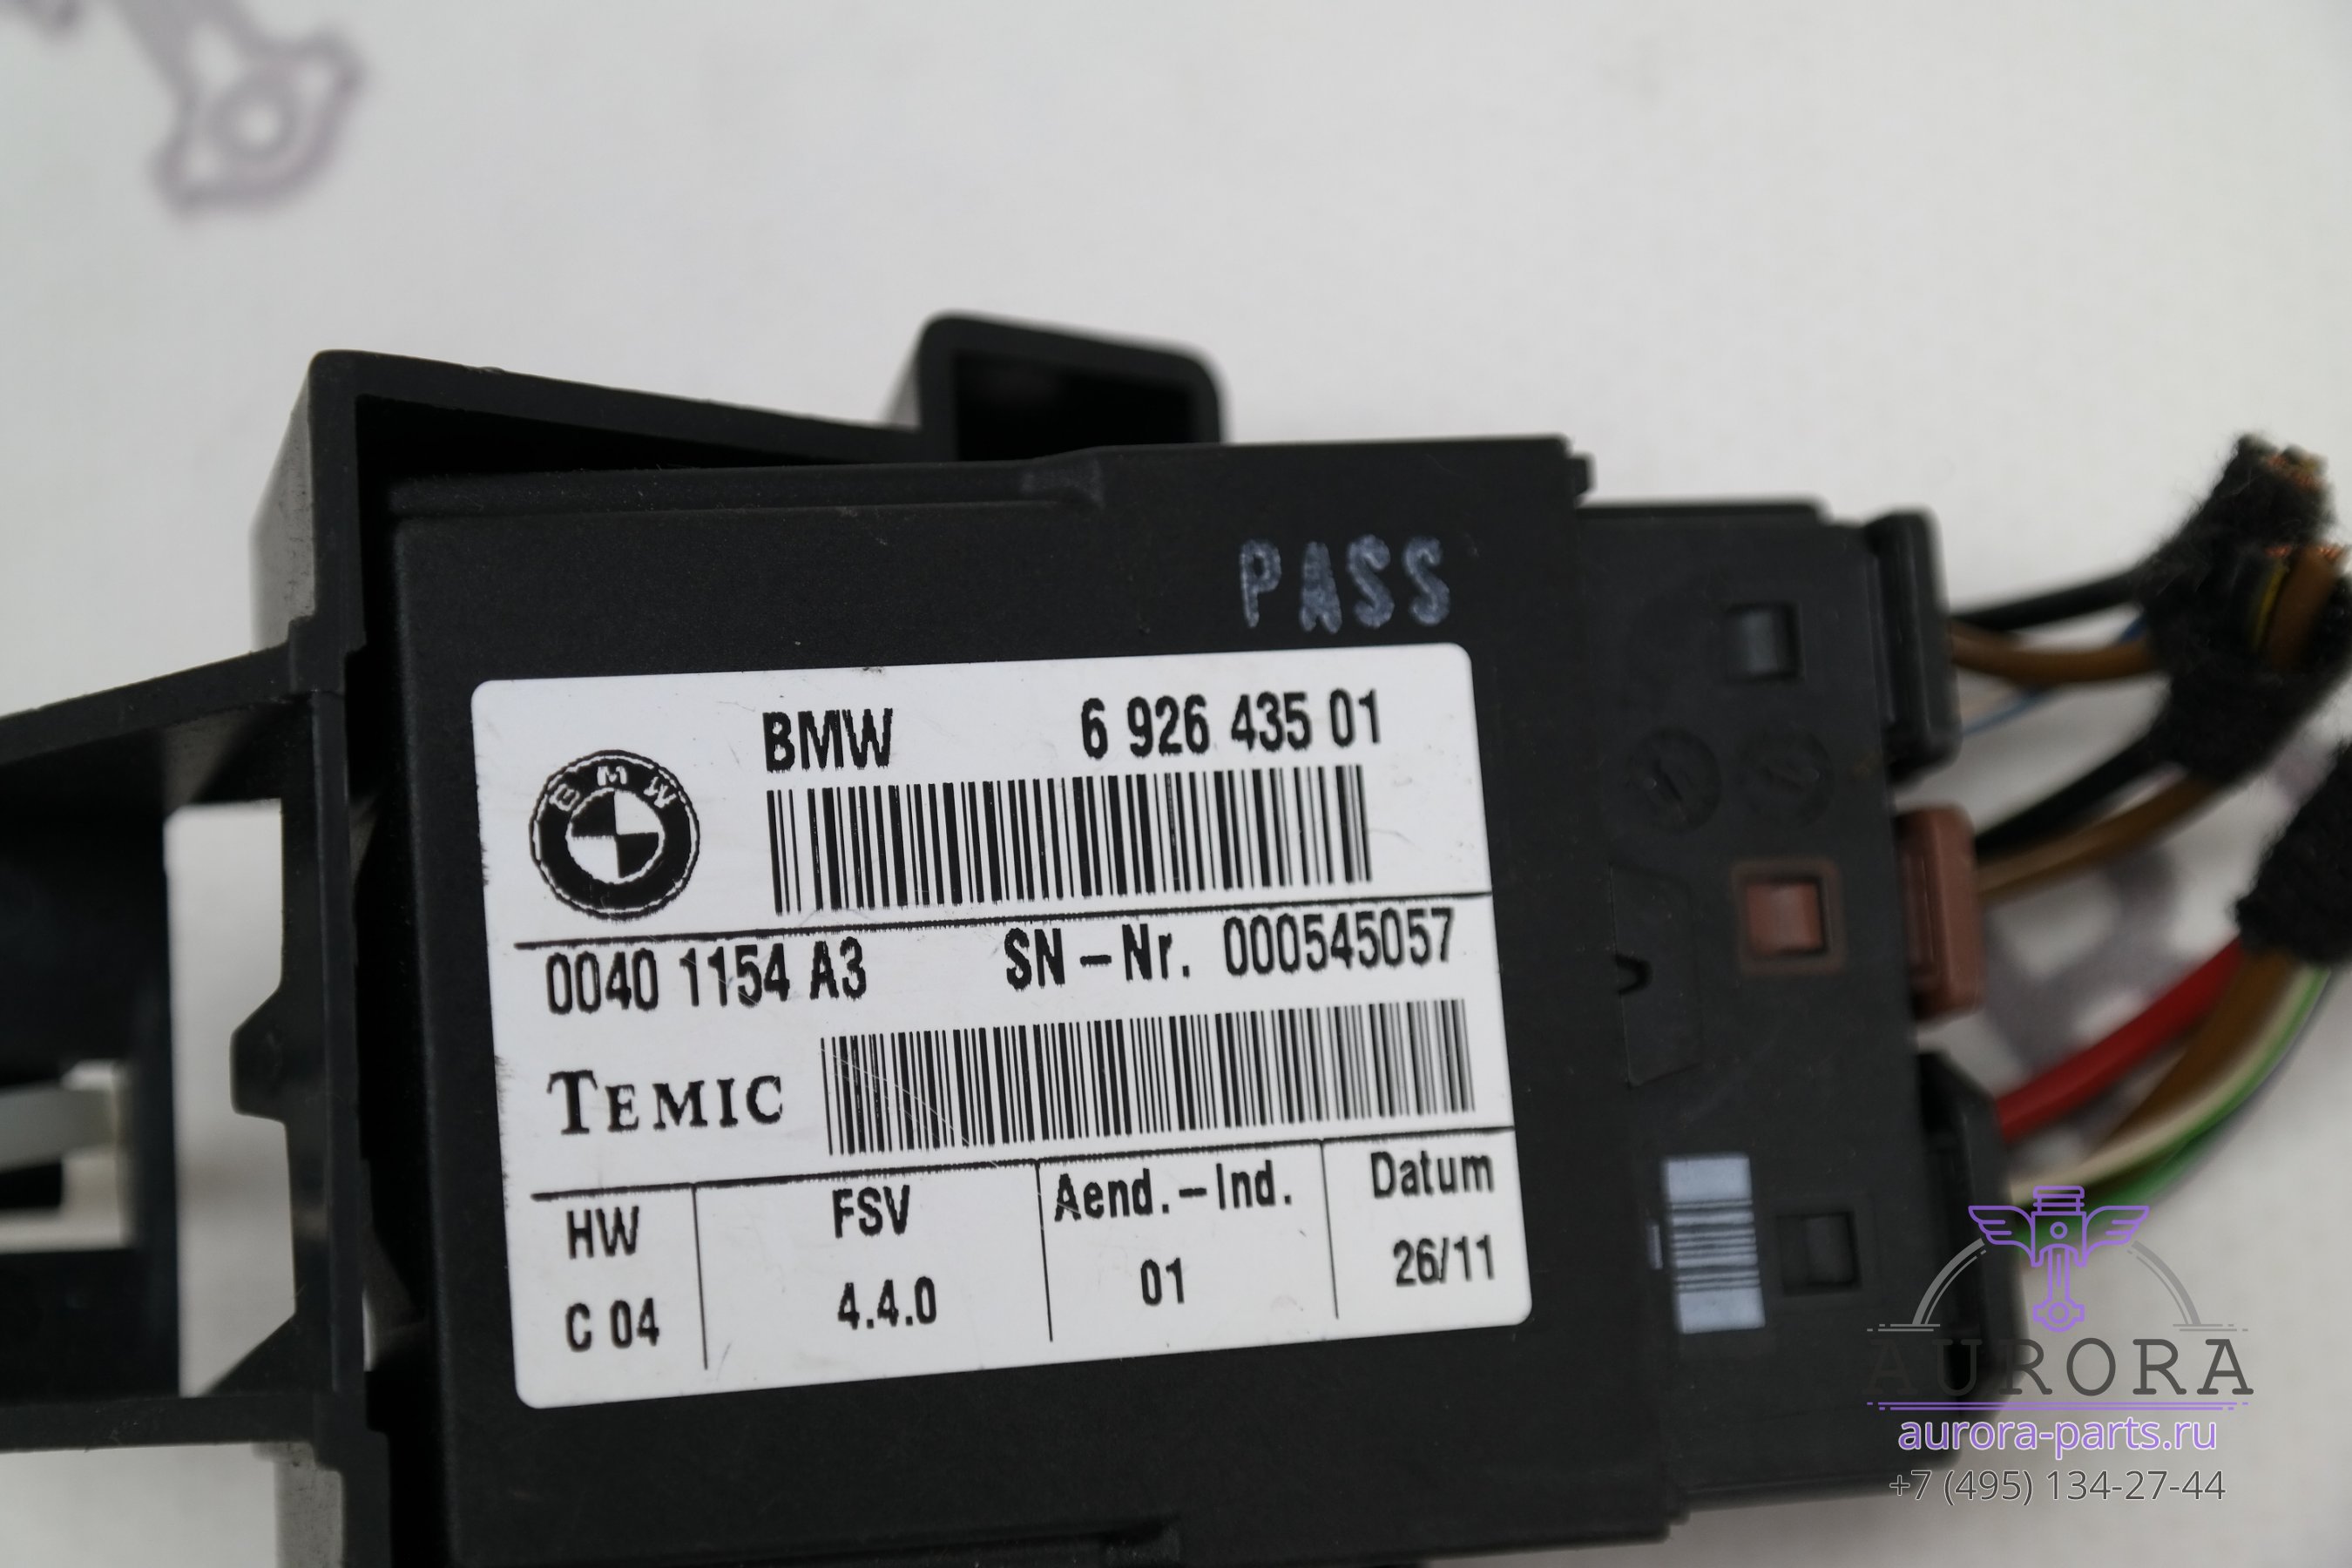 PASS
BMW 6 926 435 01
BMW
0040 1154 A3 SN-Nr. 000545057
TEMIC
HW FSV Aend.-Ind. Datum
C 04 4.4.0 01 26/11
AURORA
aurora-parts.ru
+7 (495) 134-27-44